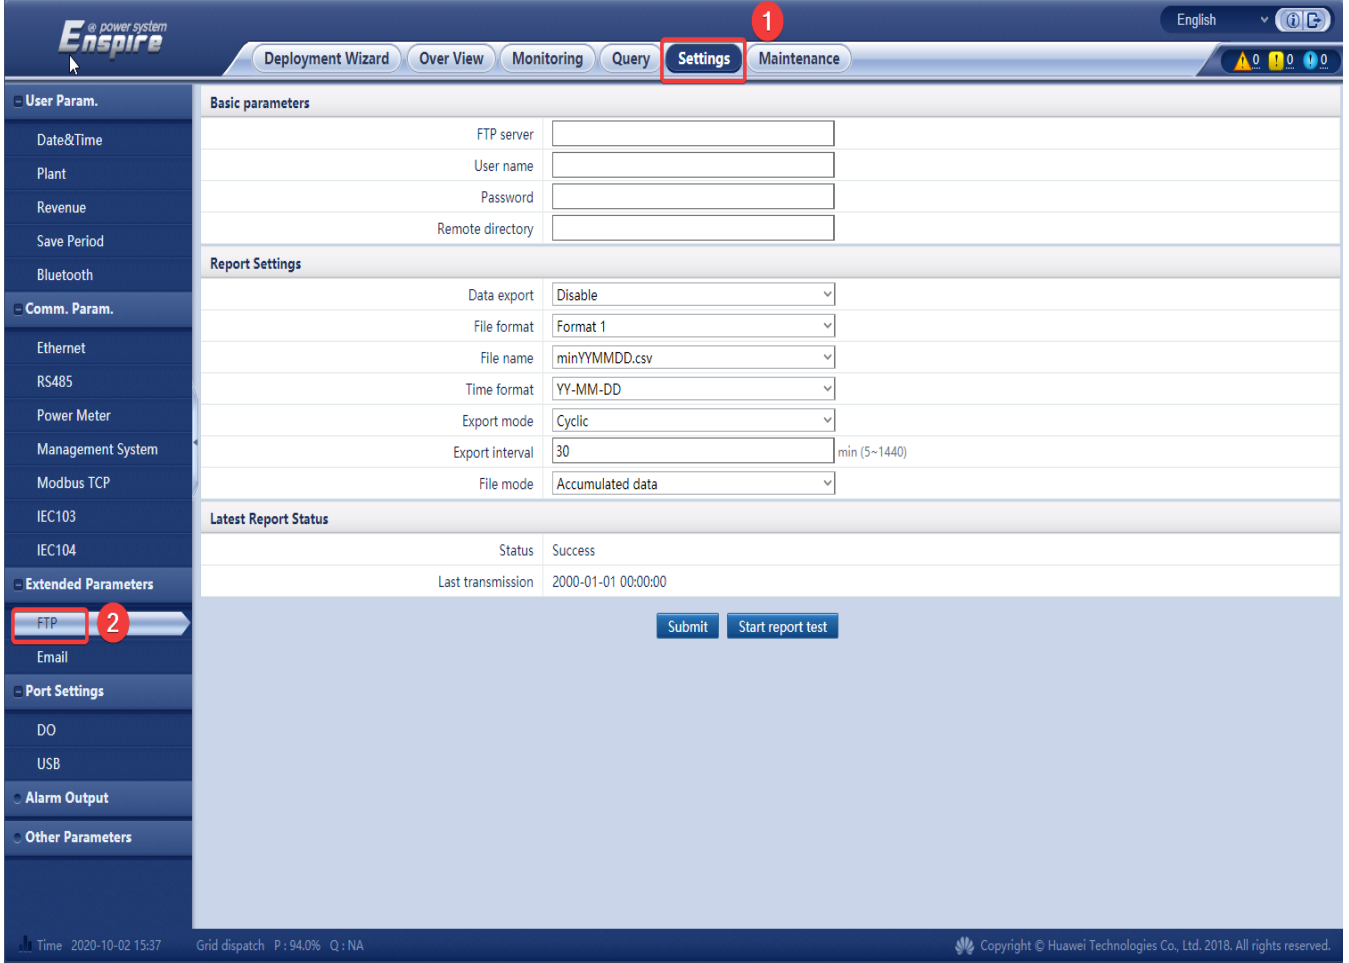 @ power system
Enspire
1
English
Deployment Wizard
Over View
Monitoring
Query
Settings
Maintenance
0
0
0
User Param.
Date&Time
Plant
Revenue
Save Period
Bluetooth
Comm. Param.
Ethernet
RS485
Power Meter
Management System
Modbus TCP
IEC103
IEC104
Extended Parameters
FTP
2
Email
Port Settings
DO
USB
Alarm Output
Other Parameters
Basic parameters
FTP server
User name
Password
Remote directory
Report Settings
Data export Disable
File format Format 1
File name minYYMMDD.csv
Time format YY-MM-DD
Export mode Cyclic
Export interval 30 min (5~1440)
File mode Accumulated data
Latest Report Status
Status Success
Last transmission 2000-01-01 00:00:00
Submit
Start report test
Time 2020-10-02 15:37
Grid dispatch P : 94.0% Q : NA
Copyright © Huawei Technologies Co., Ltd. 2018. All rights reserved.